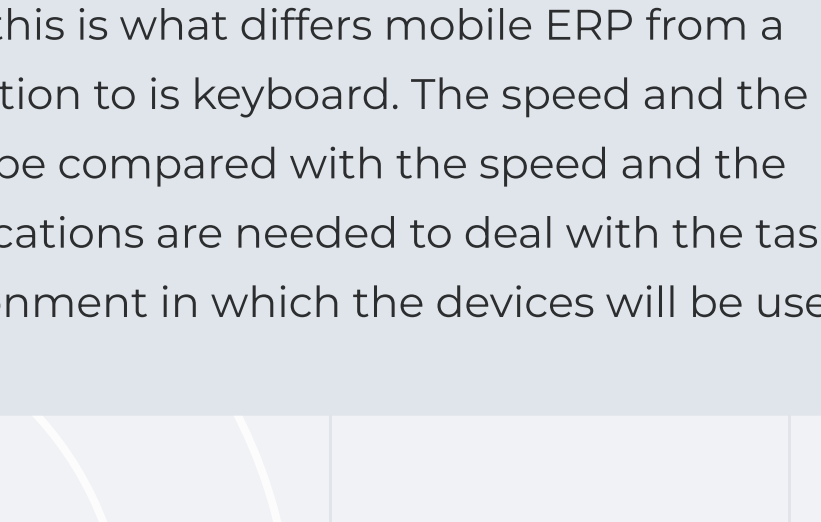 this is what differs mobile ERP from a
tion to is keyboard. The speed and the
be compared with the speed and the
cations are needed to deal with the tas
onment in which the devices will be use